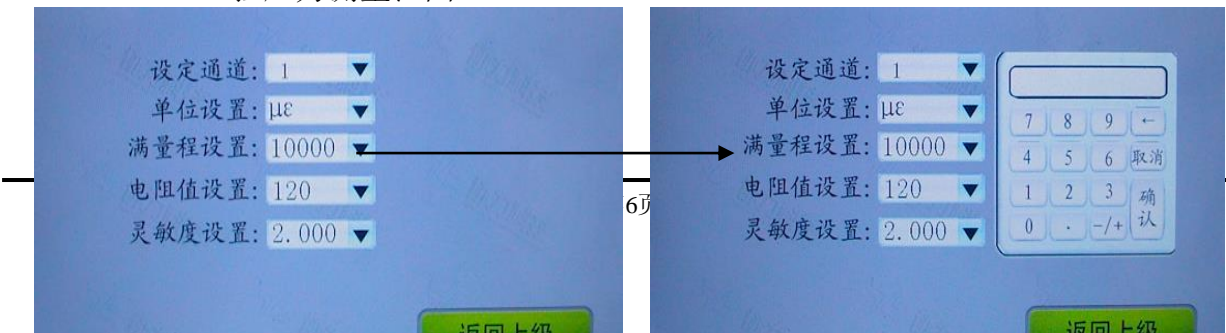 设定通道: 1
单位设置: με
满量程设置: 10000
电阻值设置: 120
灵敏度设置: 2.000
返回上级
6页
设定通道: 1
单位设置: με
满量程设置: 10000
电阻值设置: 120
灵敏度设置: 2.000
7 8 9 ←
4 5 6 取消
1 2 3 确认
0 . -/+
返回上级